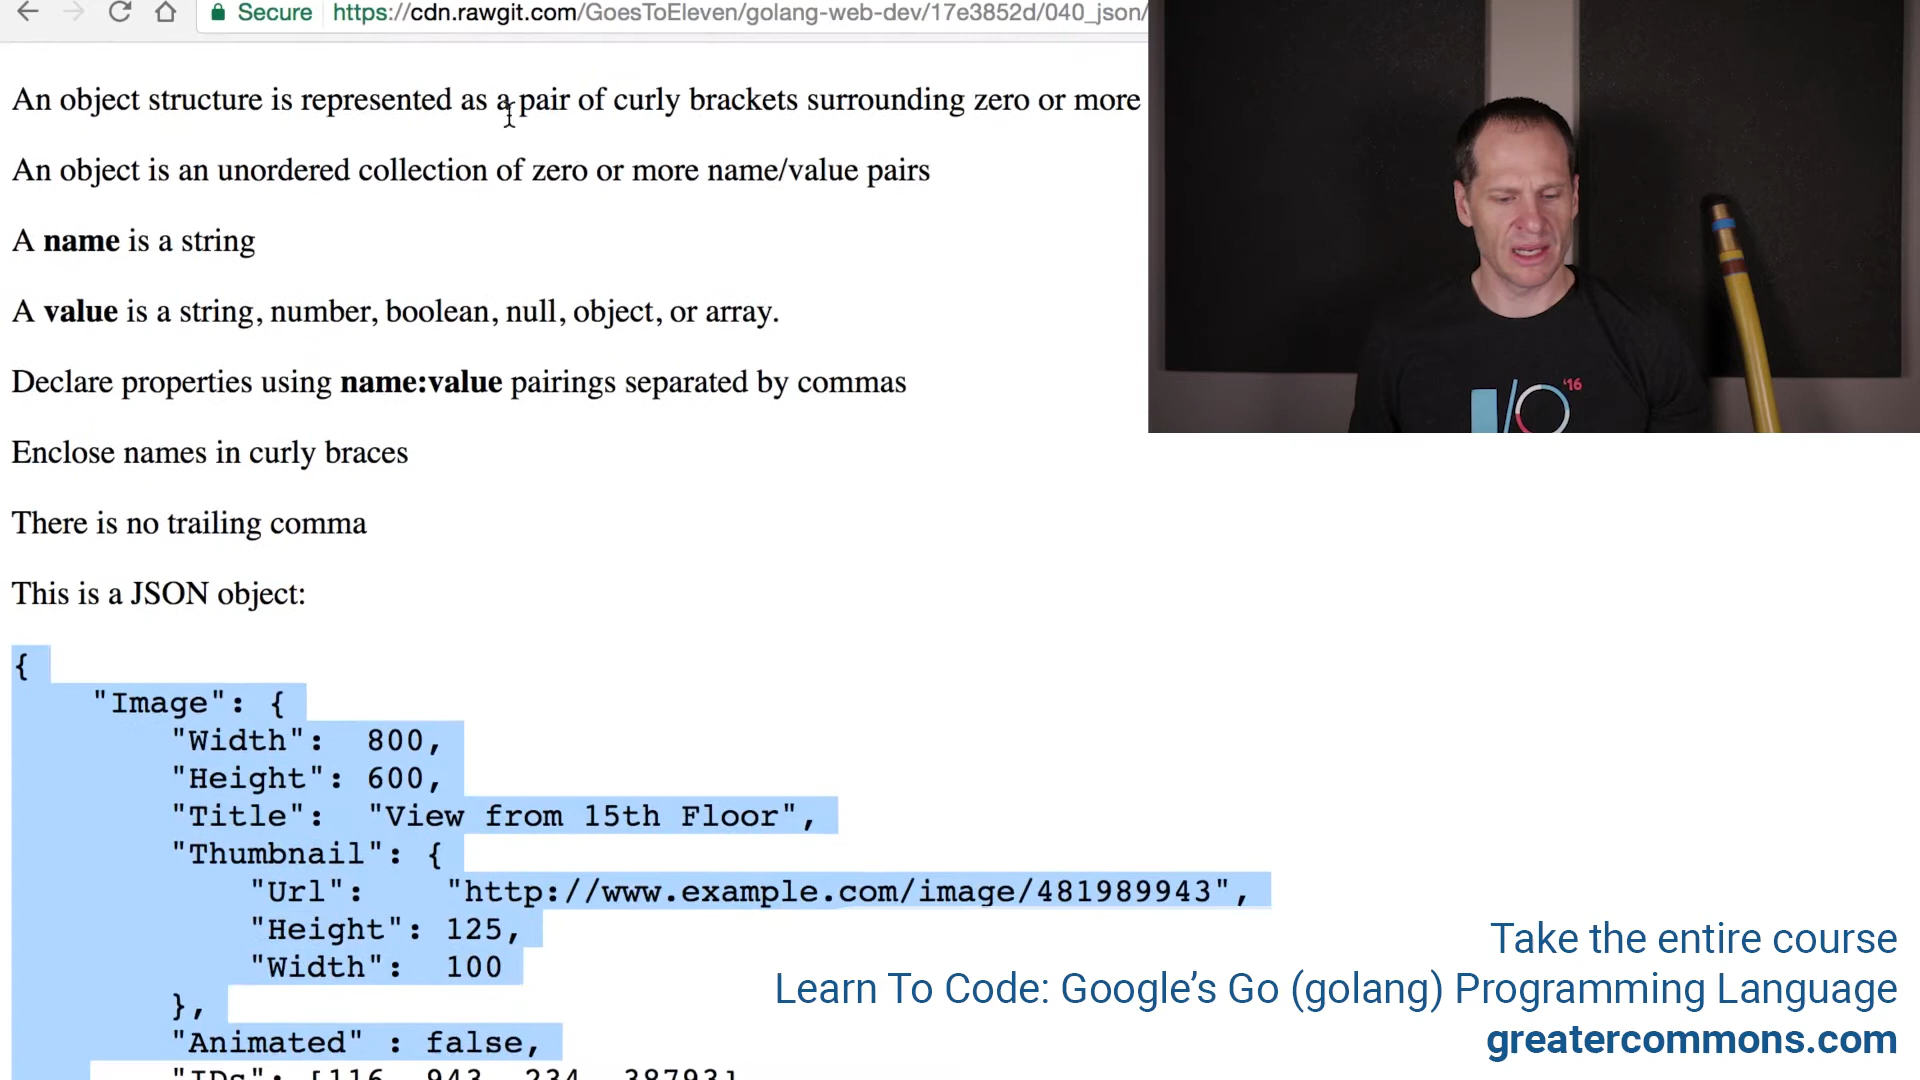 Secure https://cdn.rawgit.com/GoesToEleven/golang-web-dev/17e3852d/040_json/
An object structure is represented as a pair of curly brackets surrounding zero or more
An object is an unordered collection of zero or more name/value pairs
A name is a string
A value is a string, number, boolean, null, object, or array.
Declare properties using name:value pairings separated by commas
Enclose names in curly braces
There is no trailing comma
This is a JSON object:
{
"Image": {
"Width": 800,
"Height": 600,
"Title": "View from 15th Floor",
"Thumbnail": {
"Url": "http://www.example.com/image/481989943",
"Height": 125,
"Width": 100
},
"Animated" : false,
"IDs": [116, 943, 234, 38793]
I/O '16
Take the entire course
Learn To Code: Google’s Go (golang) Programming Language
greatercommons.com